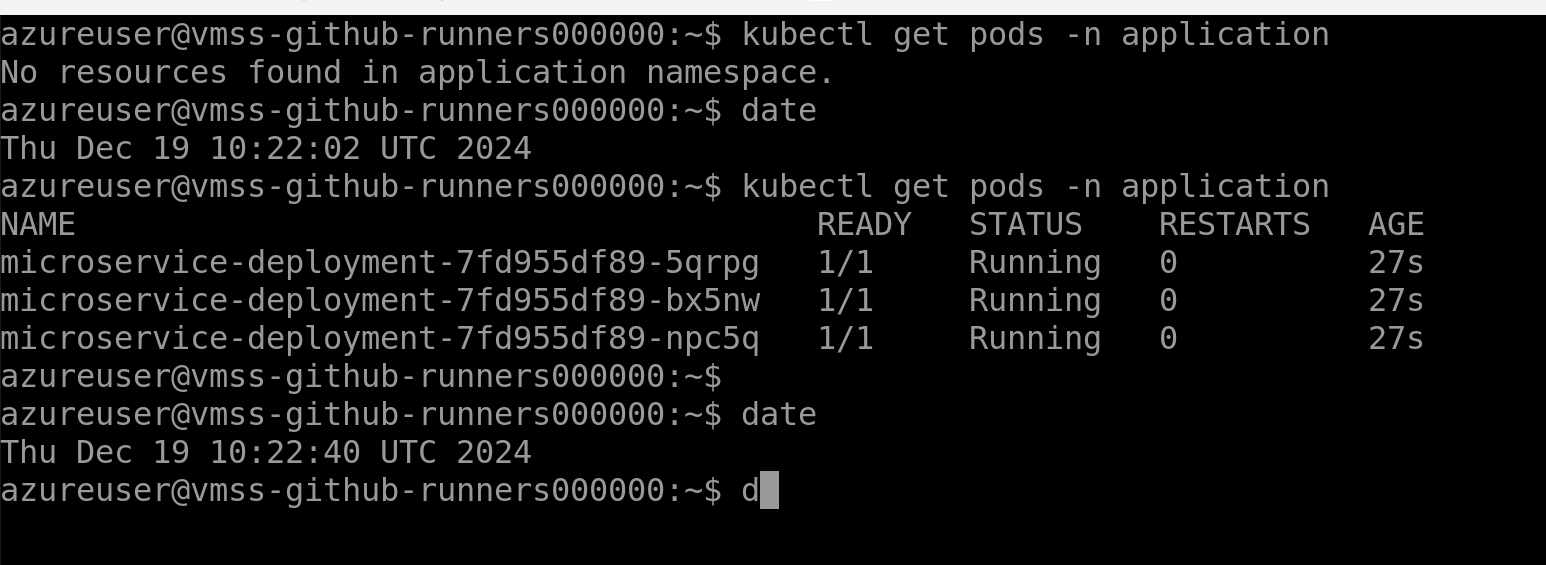 azureuser@vmss-github-runners000000:~$ kubectl get pods -n application
No resources found in application namespace.
azureuser@vmss-github-runners000000:~$ date
Thu Dec 19 10:22:02 UTC 2024
azureuser@vmss-github-runners000000:~$ kubectl get pods -n application
NAME                                       READY   STATUS    RESTARTS   AGE
microservice-deployment-7fd955df89-5qrpg   1/1     Running   0          27s
microservice-deployment-7fd955df89-bx5nw   1/1     Running   0          27s
microservice-deployment-7fd955df89-npc5q   1/1     Running   0          27s
azureuser@vmss-github-runners000000:~$
azureuser@vmss-github-runners000000:~$ date
Thu Dec 19 10:22:40 UTC 2024
azureuser@vmss-github-runners000000:~$ d